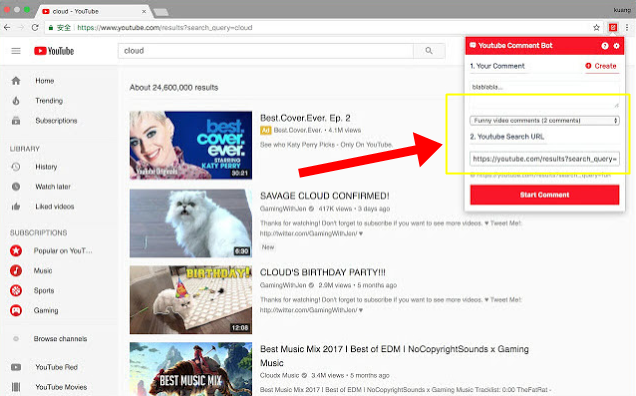 cloud - YouTube
kuang
安全 | https://www.youtube.com/results?search_query=cloud
YouTube
cloud
Home
Trending
Subscriptions
LIBRARY
History
Watch later
Liked videos
SUBSCRIPTIONS
Popular on YouT...
Music
Sports
Gaming
Browse channels
YouTube Red
YouTube Movies
About 24,600,000 results
best.
cover.
ever.
STARRING
KATY PERRY
YouTube Originals
30:21
Best.Cover.Ever. Ep. 2
Ad Best.Cover.Ever. • 4.1M views
See who Katy Perry Picks - Only On YouTube.
6:30
SAVAGE CLOUD CONFIRMED!
GamingWithJen 417K views • 3 days ago
Thanks for watching! Don't forget to subscribe if you want to see more videos. ♥ Tweet Me!:
http://twitter.com/GamingWithJen/ ♥
New
BIRTHDAY!
12:08
CLOUD'S BIRTHDAY PARTY!!!
GamingWithJen 2.9M views • 5 months ago
Thanks for watching! Don't forget to subscribe if you want to see more videos. ♥ Tweet Me!:
http://twitter.com/GamingWithJen/ ♥
BEST MUSIC MIX
Best Music Mix 2017 | Best of EDM | NoCopyrightSounds x Gaming
Music
Cloudx Music 3.4M views • 5 months ago
Best Music Mix 2017 | Best of EDM | NoCopyrightSounds x Gaming Music Tracklist: 0:00 TheFatRat -
Youtube Comment Bot
1. Your Comment
Create
blablabla...
Funny video comments (2 comments)
2. Youtube Search URL
https://youtube.com/results?search_query=
Start Comment